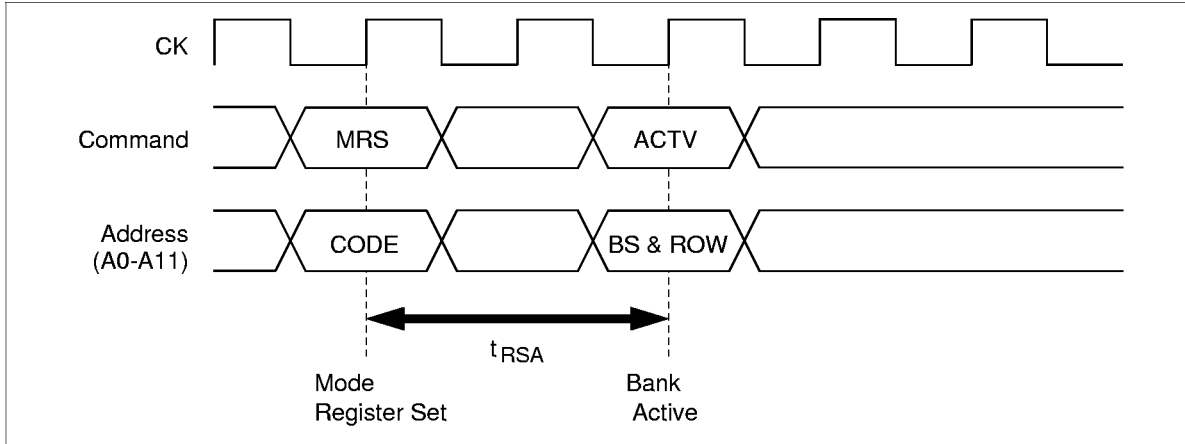 CK
Command
MRS
ACTV
Address
(A0-A11)
CODE
BS & ROW
tRSA
Mode
Register Set
Bank
Active